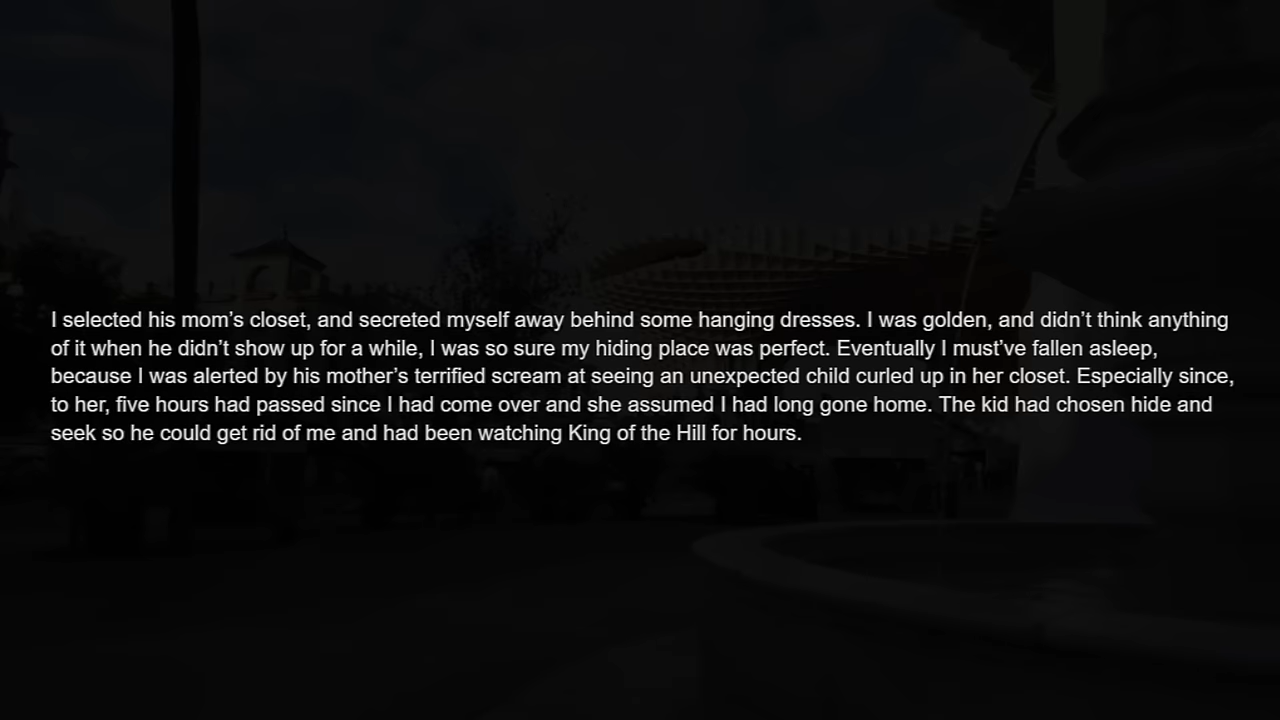 I selected his mom’s closet, and secreted myself away behind some hanging dresses. I was golden, and didn’t think anything
of it when he didn’t show up for a while, I was so sure my hiding place was perfect. Eventually I must’ve fallen asleep,
because I was alerted by his mother’s terrified scream at seeing an unexpected child curled up in her closet. Especially since,
to her, five hours had passed since I had come over and she assumed I had long gone home. The kid had chosen hide and
seek so he could get rid of me and had been watching King of the Hill for hours.